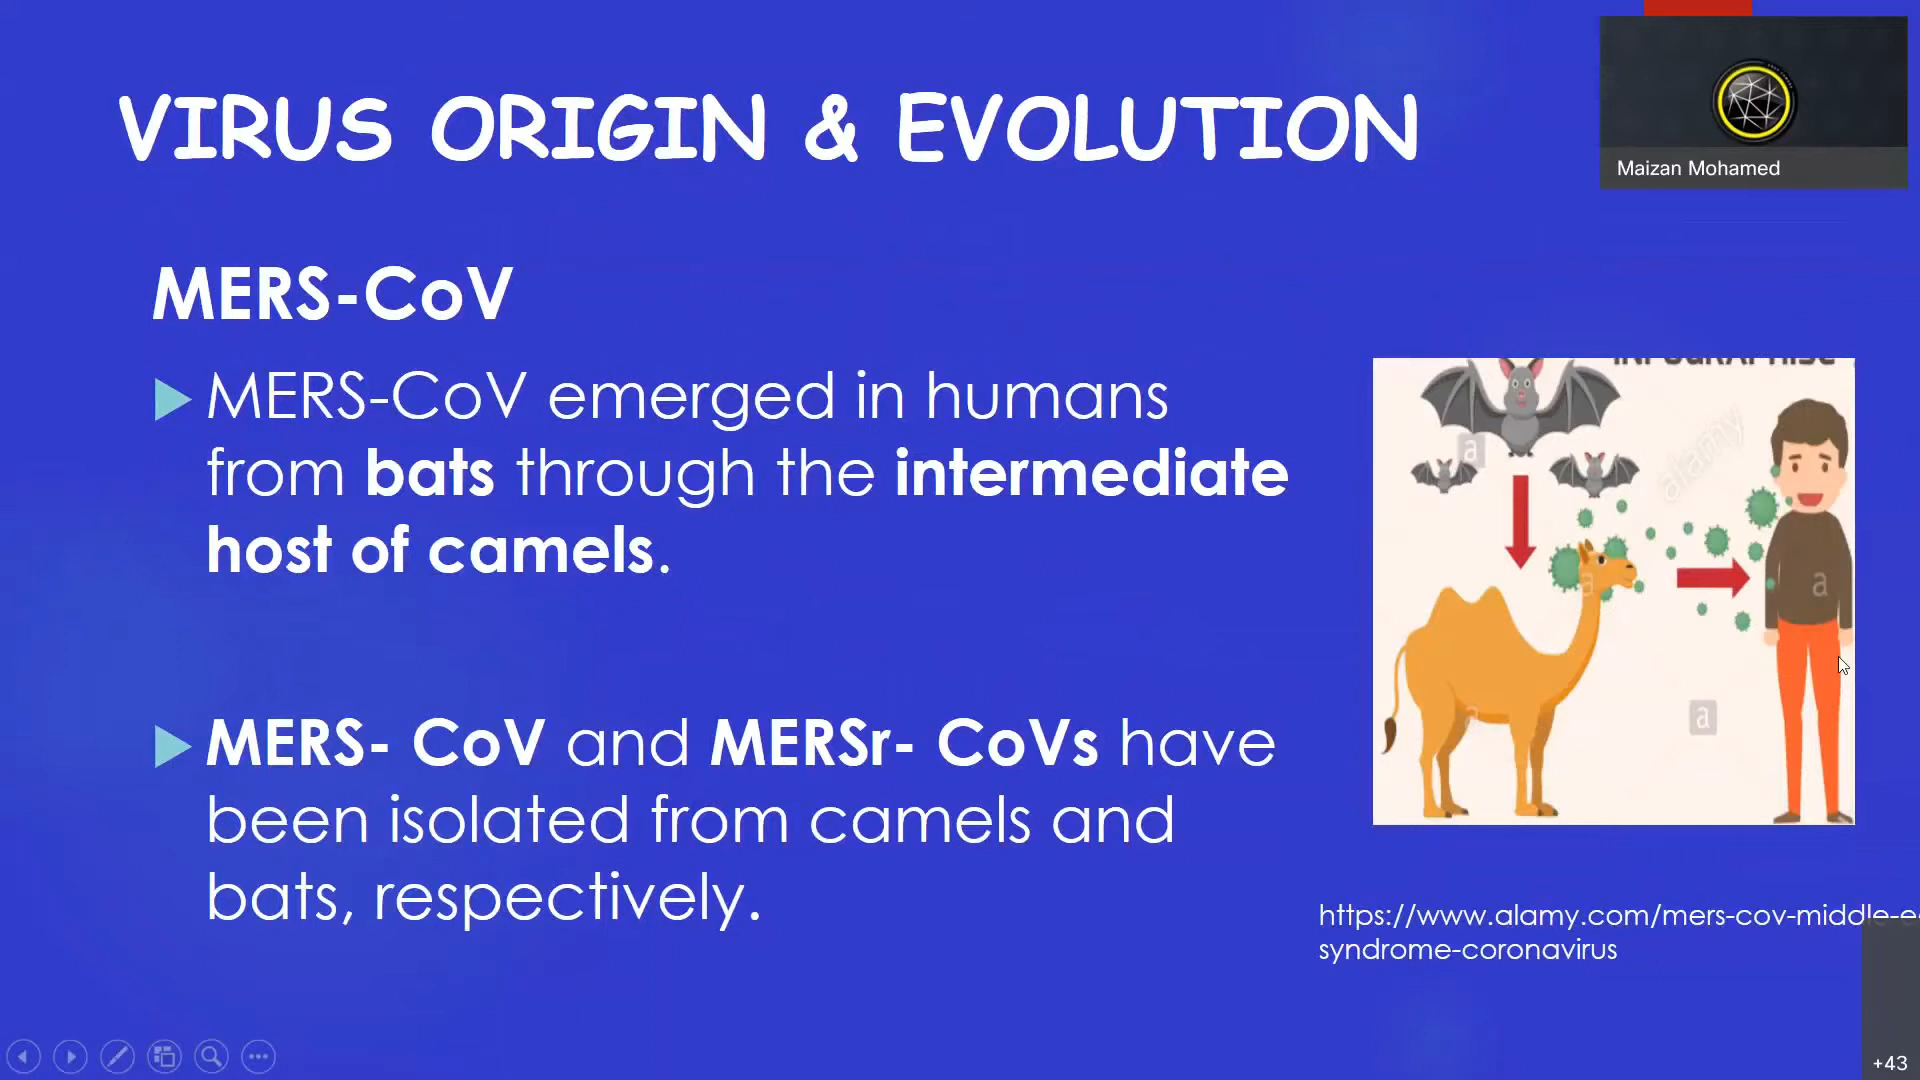 VIRUS ORIGIN & EVOLUTION
Maizan Mohamed
MERS-CoV
MERS-CoV emerged in humans
from bats through the intermediate
host of camels.
MERS- CoV and MERSr- CoVs have
been isolated from camels and
bats, respectively.
alamy
a
a
a
a
https://www.alamy.com/mers-cov-middle-e
syndrome-coronavirus
+43